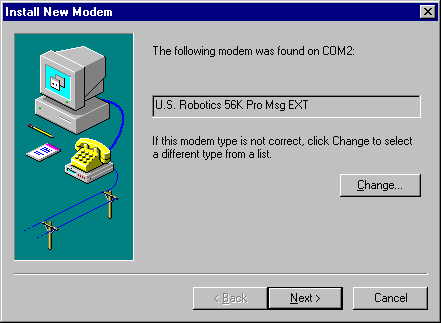 Install New Modem
The following modem was found on COM2:
U.S. Robotics 56K Pro Msg EXT
If this modem type is not correct, click Change to select
a different type from a list.
Change...
< Back
Next >
Cancel